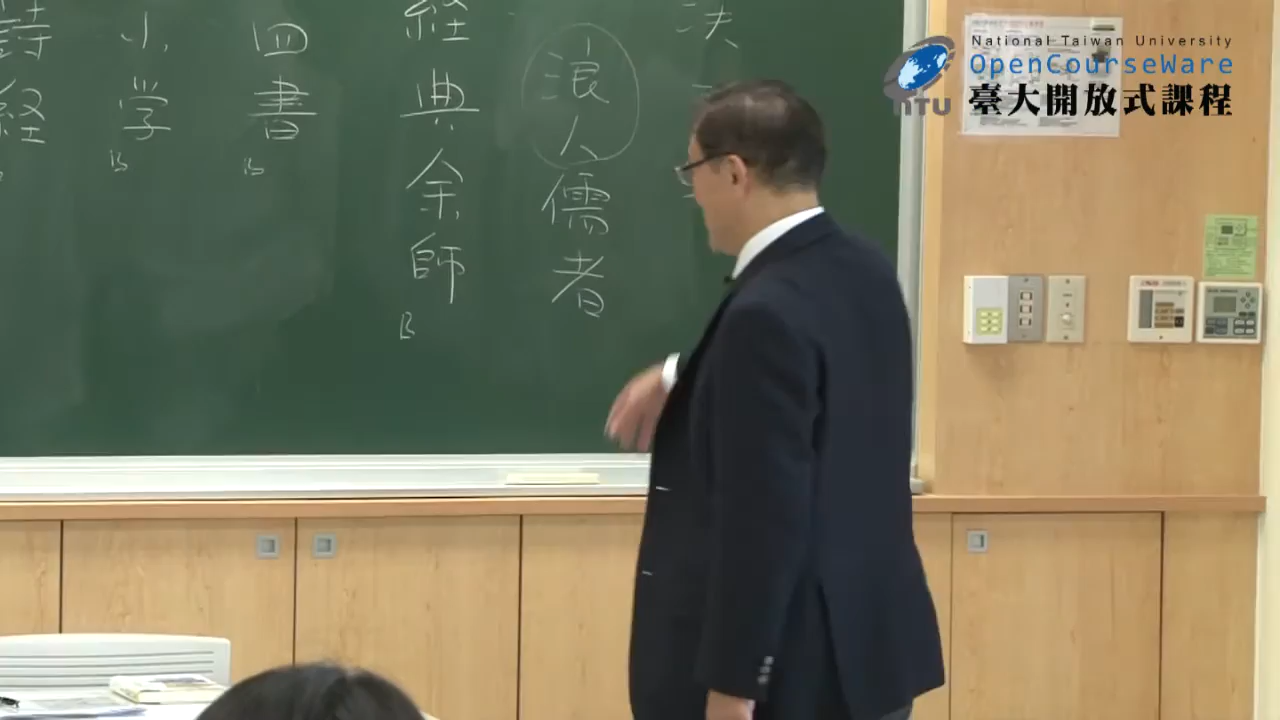 浪人儒者
経典余師
四書
小学
詩経
National Taiwan University
OpenCourseWare
NTU
臺大開放式課程